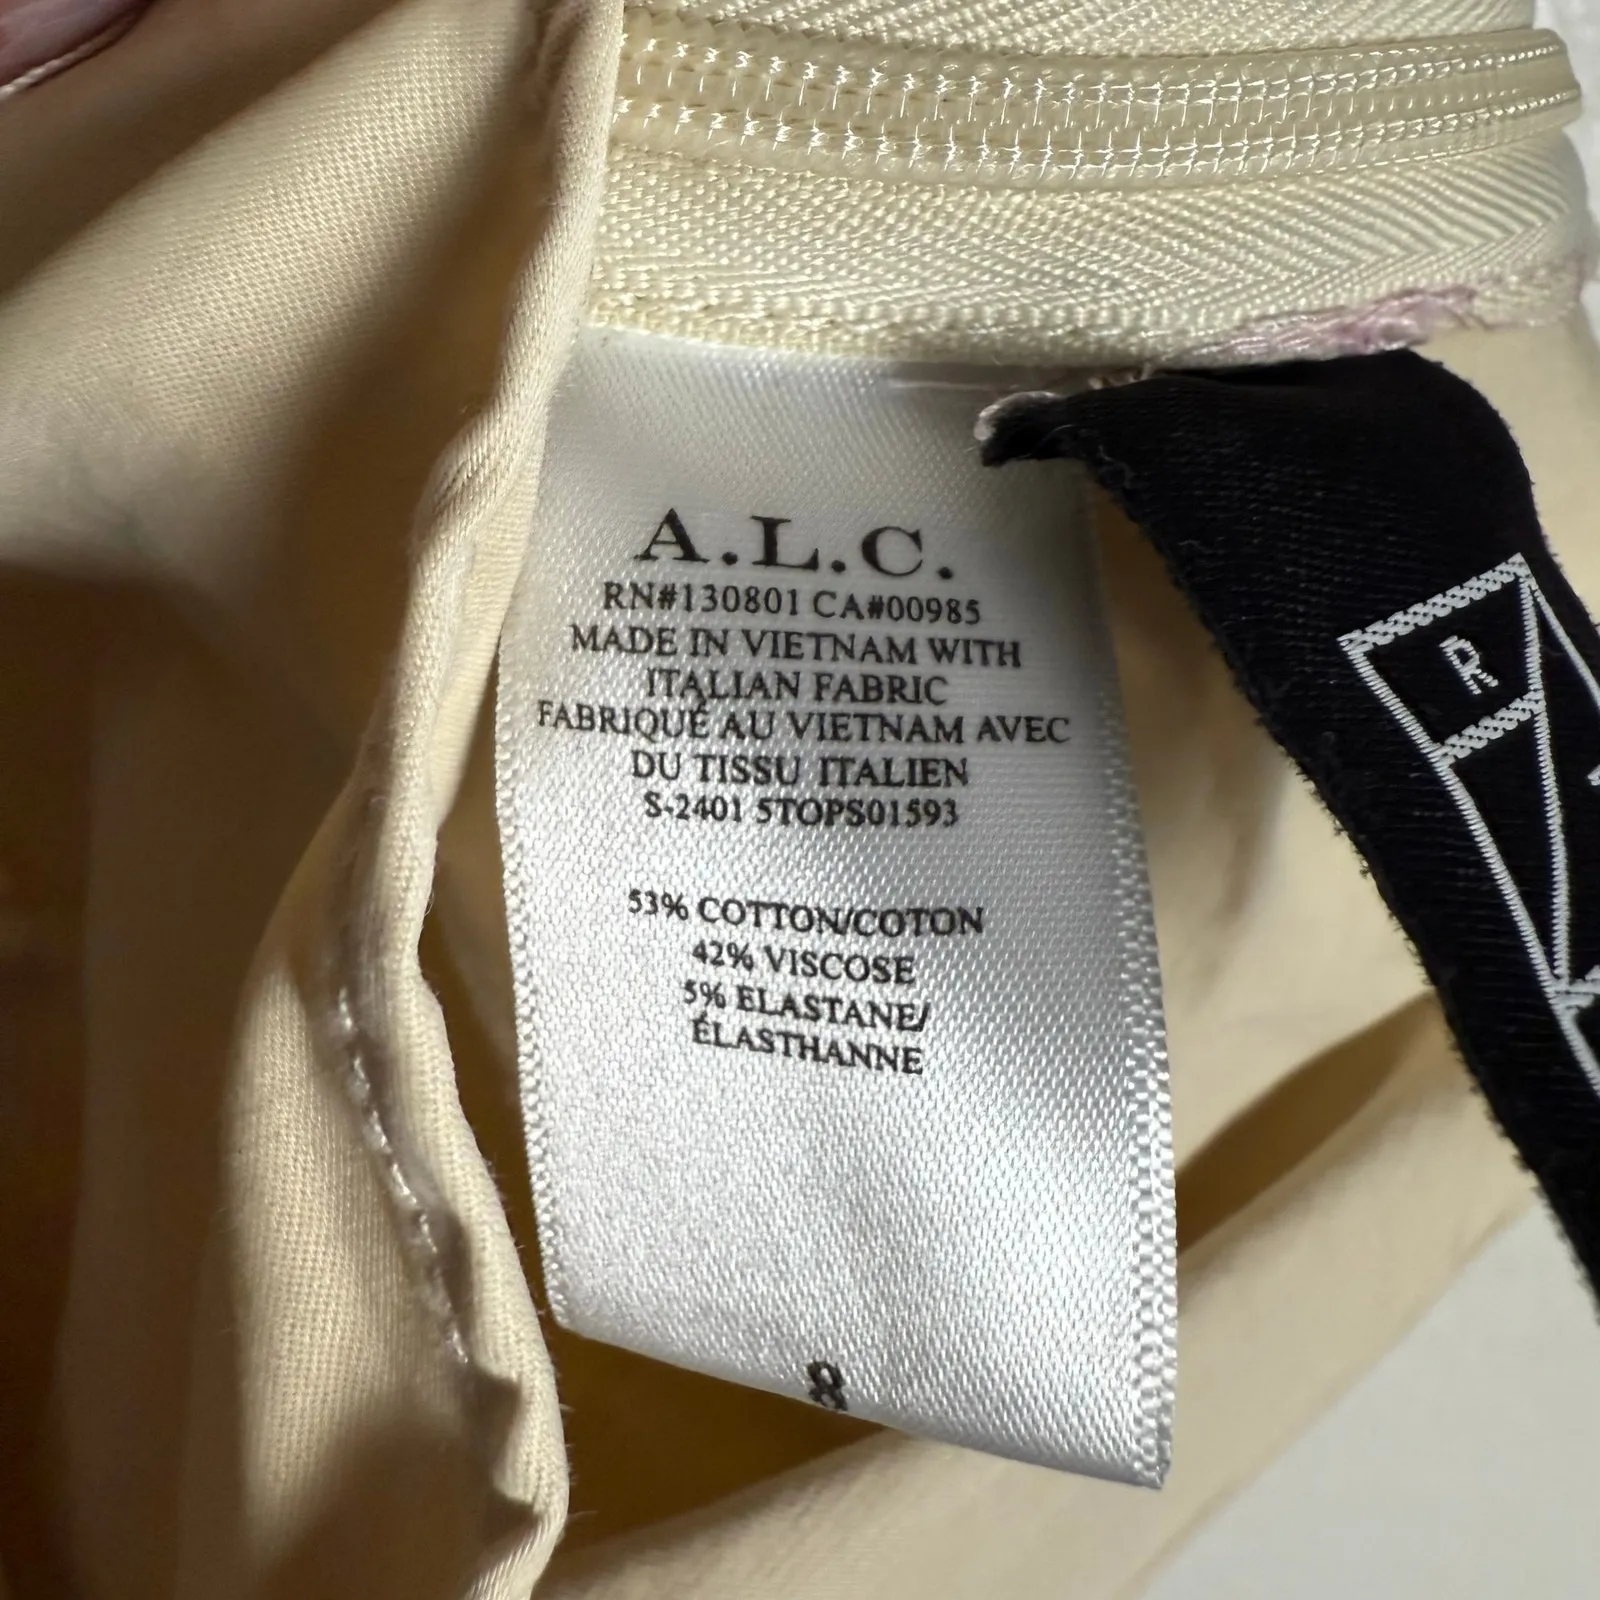 A.L.C.
RN#130801 CA#00985
MADE IN VIETNAM WITH
ITALIAN FABRIC
FABRIQUÉ AU VIETNAM AVEC
DU TISSU ITALIEN
S-2401 5TOPS01593
53% COTTON/COTON
42% VISCOSE
5% ELASTANE/
ÉLASTHANNE
8
R